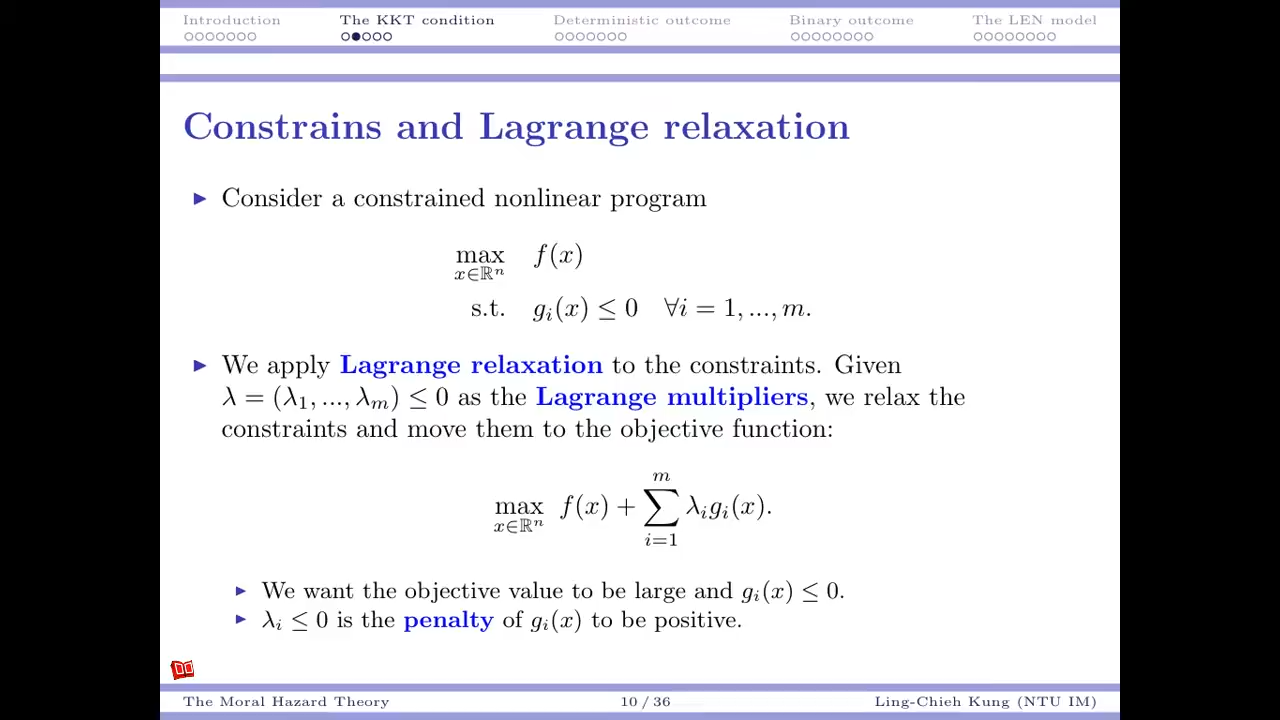 Introduction The KKT condition Deterministic outcome Binary outcome The LEN model
Constrains and Lagrange relaxation
Consider a constrained nonlinear program
max f(x)
x∈ℝⁿ
s.t. gᵢ(x) ≤ 0 ∀i = 1, ..., m.
We apply Lagrange relaxation to the constraints. Given
λ = (λ₁, ..., λₘ) ≤ 0 as the Lagrange multipliers, we relax the
constraints and move them to the objective function:
m
max f(x) + ∑ λᵢgᵢ(x).
x∈ℝⁿ
i=1
We want the objective value to be large and gᵢ(x) ≤ 0.
λᵢ ≤ 0 is the penalty of gᵢ(x) to be positive.
The Moral Hazard Theory 10 / 36 Ling-Chieh Kung (NTU IM)